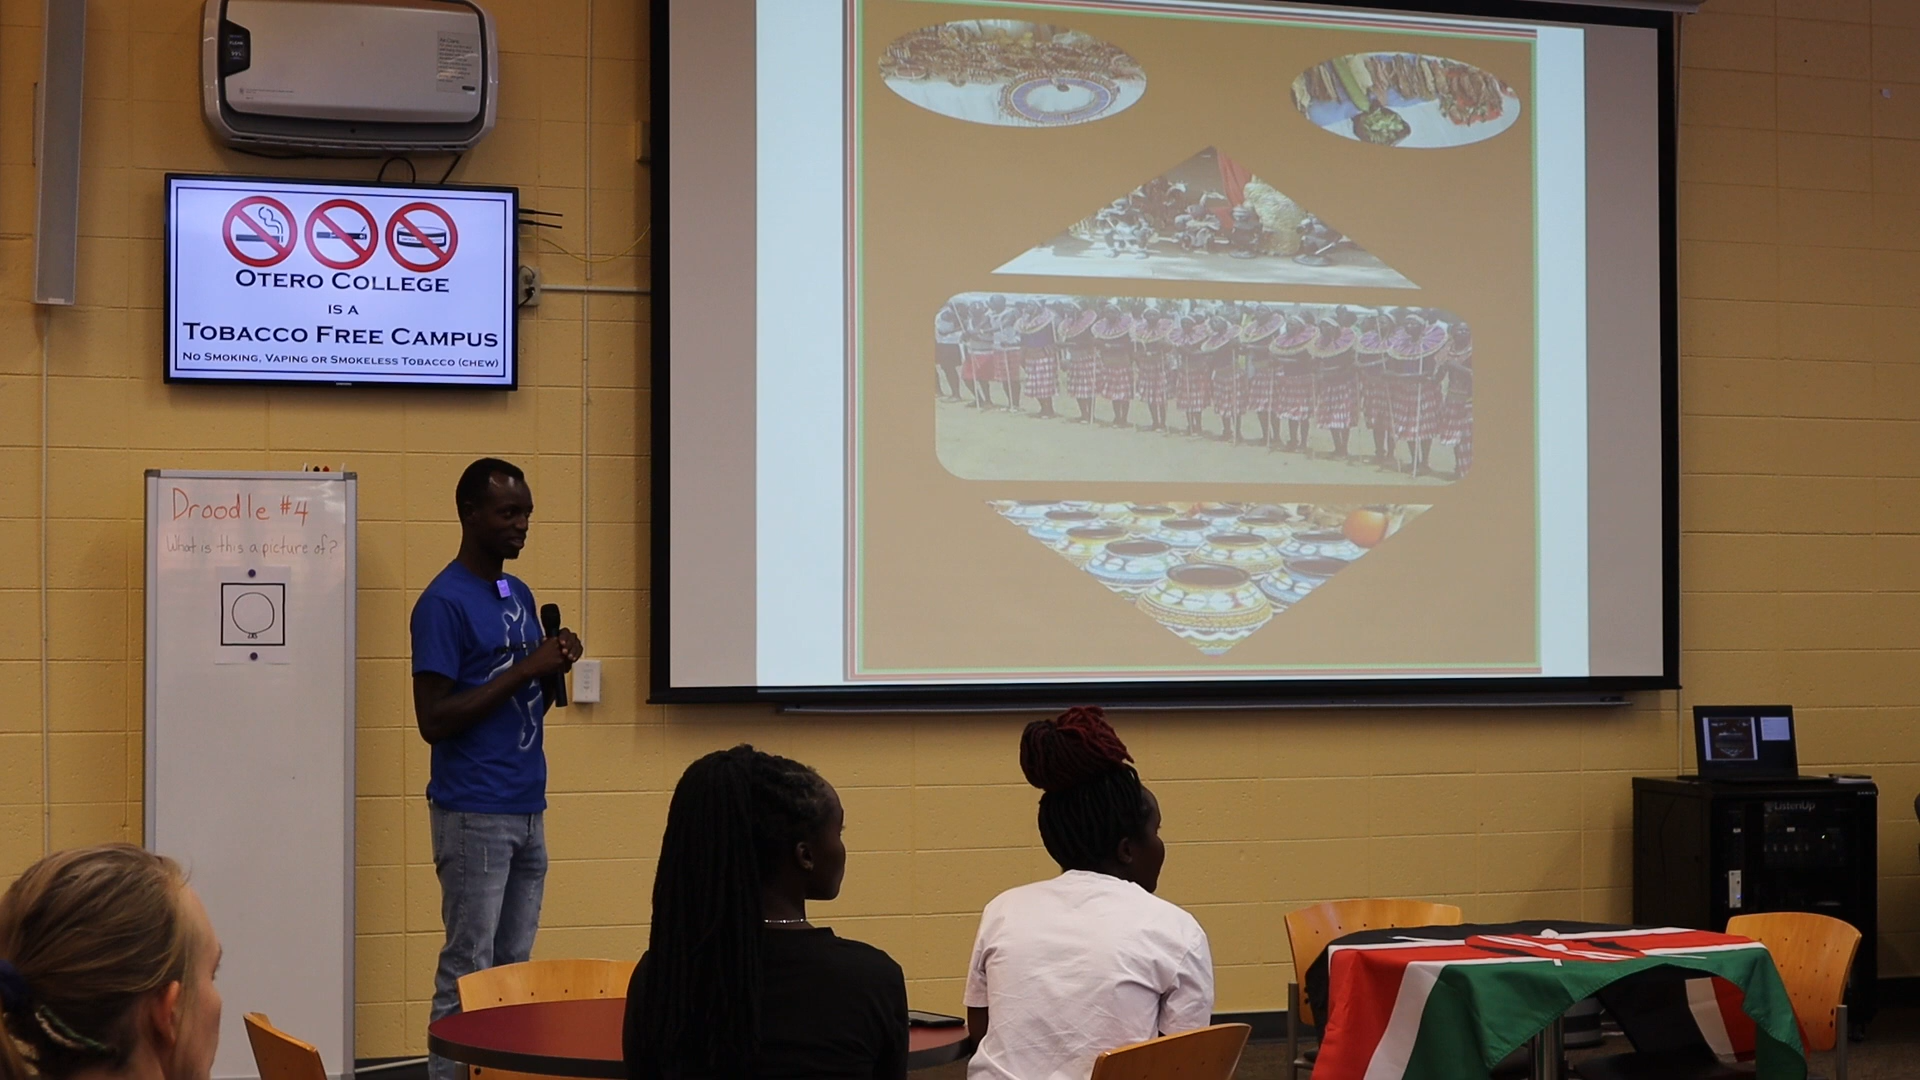 OTERO COLLEGE
IS A
TOBACCO FREE CAMPUS
NO SMOKING, VAPING OR SMOKELESS TOBACCO (CHEW)
Droodle #4
What is this a picture of?
ListenUp